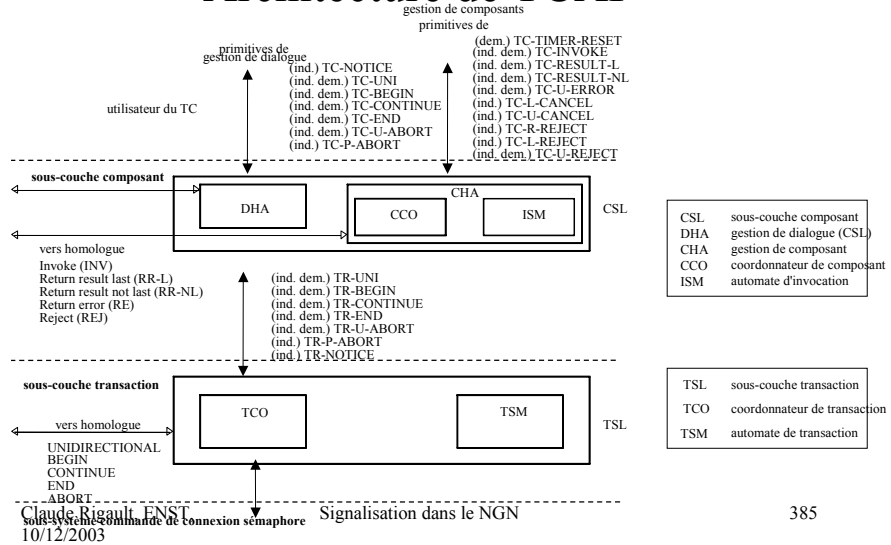 gestion de composants
primitives de
primitives de
gestion de dialogue
utilisateur du TC
(ind.) TC-NOTICE
(ind. dem.) TC-UNI
(ind. dem.) TC-BEGIN
(ind. dem.) TC-CONTINUE
(ind. dem.) TC-END
(ind. dem.) TC-U-ABORT
(ind.) TC-P-ABORT
(dem.) TC-TIMER-RESET
(ind. dem.) TC-INVOKE
(ind. dem.) TC-RESULT-L
(ind. dem.) TC-RESULT-NL
(ind. dem.) TC-U-ERROR
(ind.) TC-L-CANCEL
(ind.) TC-U-CANCEL
(ind.) TC-R-REJECT
(ind.) TC-L-REJECT
(ind. dem.) TC-U-REJECT
sous-couche composant
DHA
CHA
CCO
ISM
CSL
vers homologue
Invoke (INV)
Return result last (RR-L)
Return result not last (RR-NL)
Return error (RE)
Reject (REJ)
(ind. dem.) TR-UNI
(ind. dem.) TR-BEGIN
(ind. dem.) TR-CONTINUE
(ind. dem.) TR-END
(ind. dem.) TR-U-ABORT
(ind.) TR-P-ABORT
(ind.) TR-NOTICE
CSL sous-couche composant
DHA gestion de dialogue (CSL)
CHA gestion de composant
CCO coordonnateur de composant
ISM automate d'invocation
sous-couche transaction
TCO
TSM
TSL
vers homologue
UNIDIRECTIONAL
BEGIN
CONTINUE
END
ABORT
TSL sous-couche transaction
TCO coordonnateur de transaction
TSM automate de transaction
sous-système commande de connexion sémaphore
Claude Rigault, ENST
10/12/2003
Signalisation dans le NGN
385